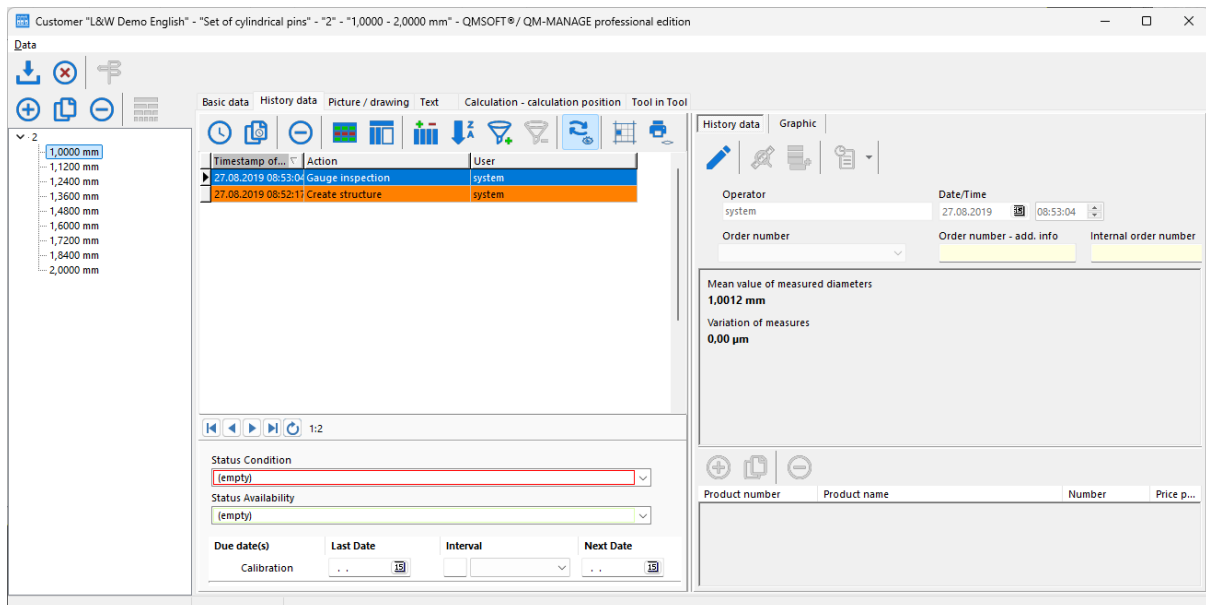 Customer "L&W Demo English" - "Set of cylindrical pins" - "2" - "1,0000 - 2,0000 mm" - QMSOFT®/ QM-MANAGE professional edition
Data
2
1,0000 mm
1,1200 mm
1,2400 mm
1,3600 mm
1,4800 mm
1,6000 mm
1,7200 mm
1,8400 mm
2,0000 mm
Basic data History data Picture / drawing Text Calculation - calculation position Tool in Tool
Timestamp of... Action User
27.08.2019 08:53:04 Gauge inspection system
27.08.2019 08:52:17 Create structure system
1:2
Status Condition
(empty)
Status Availability
(empty)
Due date(s) Last Date Interval Next Date
Calibration . . 15 . . 15
History data Graphic
Operator Date/Time
system 27.08.2019 15 08:53:04
Order number Order number - add. info Internal order number
Mean value of measured diameters
1,0012 mm
Variation of measures
0,00 µm
Product number Product name Number Price p...